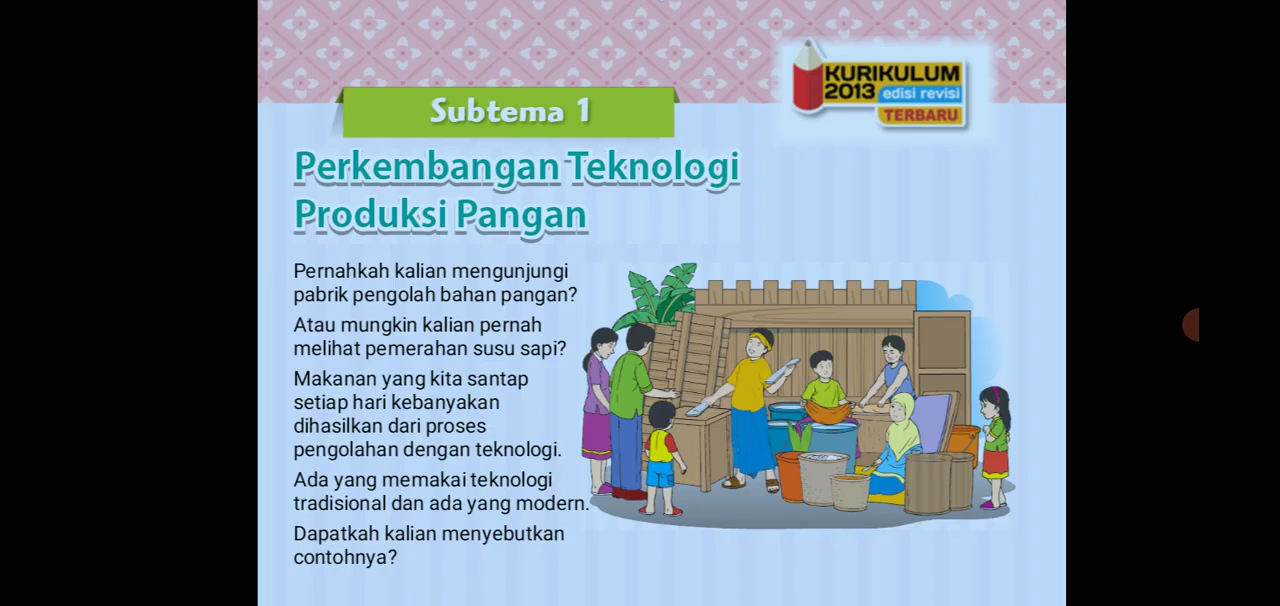 KURIKULUM
2013 edisi revisi
TERBARU
Subtema 1
Perkembangan Teknologi
Produksi Pangan
Pernahkah kalian mengunjungi
pabrik pengolah bahan pangan?
Atau mungkin kalian pernah
melihat pemerahan susu sapi?
Makanan yang kita santap
setiap hari kebanyakan
dihasilkan dari proses
pengolahan dengan teknologi.
Ada yang memakai teknologi
tradisional dan ada yang modern.
Dapatkah kalian menyebutkan
contohnya?